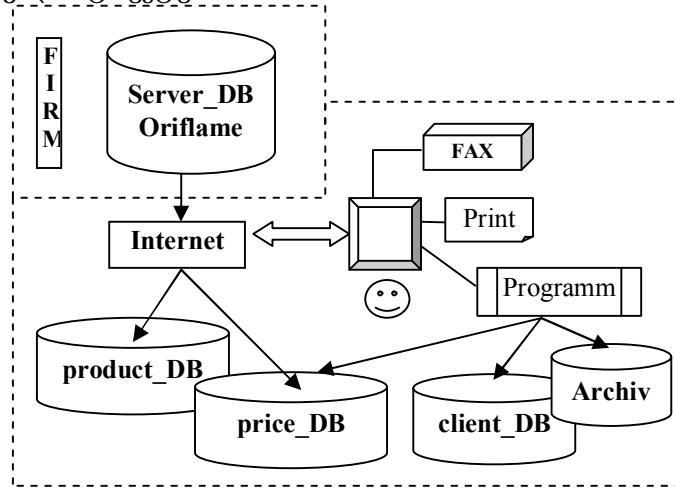 F
I
R
M
Server_DB
Oriflame
FAX
Print
Internet
Programm
product_DB
price_DB
client_DB
Archiv